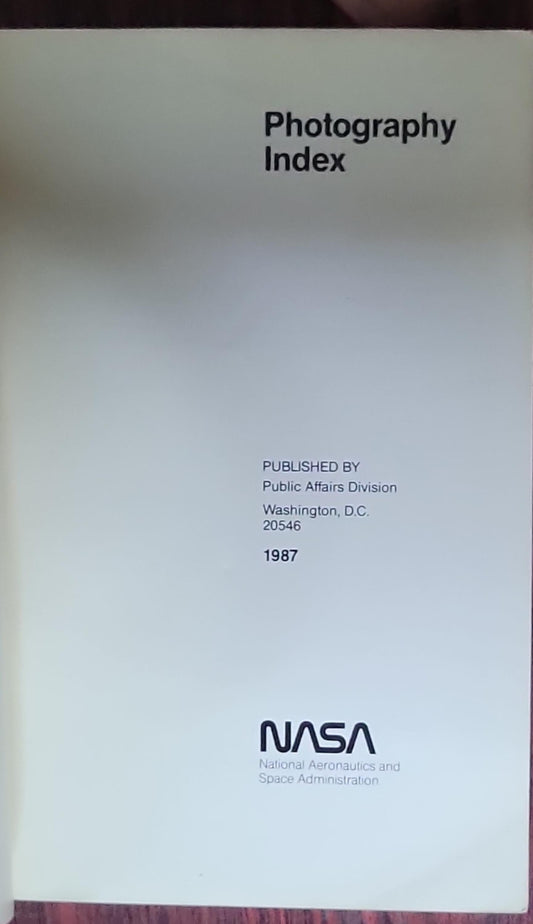 Photography
Index
PUBLISHED BY
Public Affairs Division
Washington, D.C.
20546
1987
NASA
National Aeronautics and
Space Administration